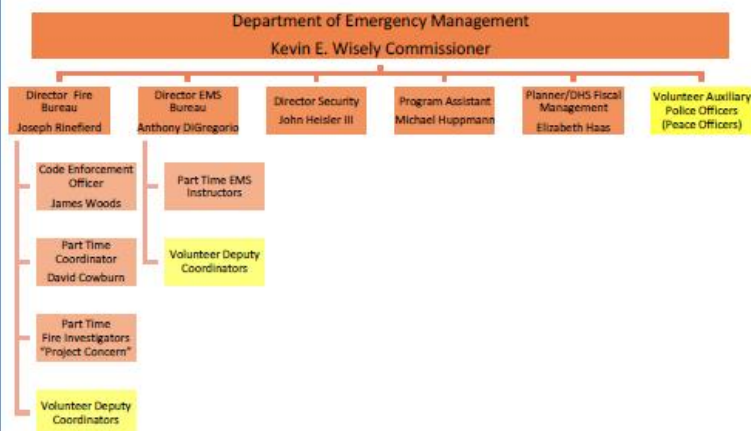 Department of Emergency Management
Kevin E. Wisely Commissioner
Director Fire
Bureau
Joseph Rinefierd
Director EMS
Bureau
Anthony DiGregorio
Director Security
John Heisler III
Program Assistant
Michael Huppmann
Planner/DHS Fiscal
Management
Elizabeth Haas
Volunteer Auxiliary
Police Officers
(Peace Officers)
Code Enforcement
Officer
James Woods
Part Time
Coordinator
David Cowburn
Part Time
Fire Investigators
"Project Concern"
Volunteer Deputy
Coordinators
Part Time EMS
Instructors
Volunteer Deputy
Coordinators